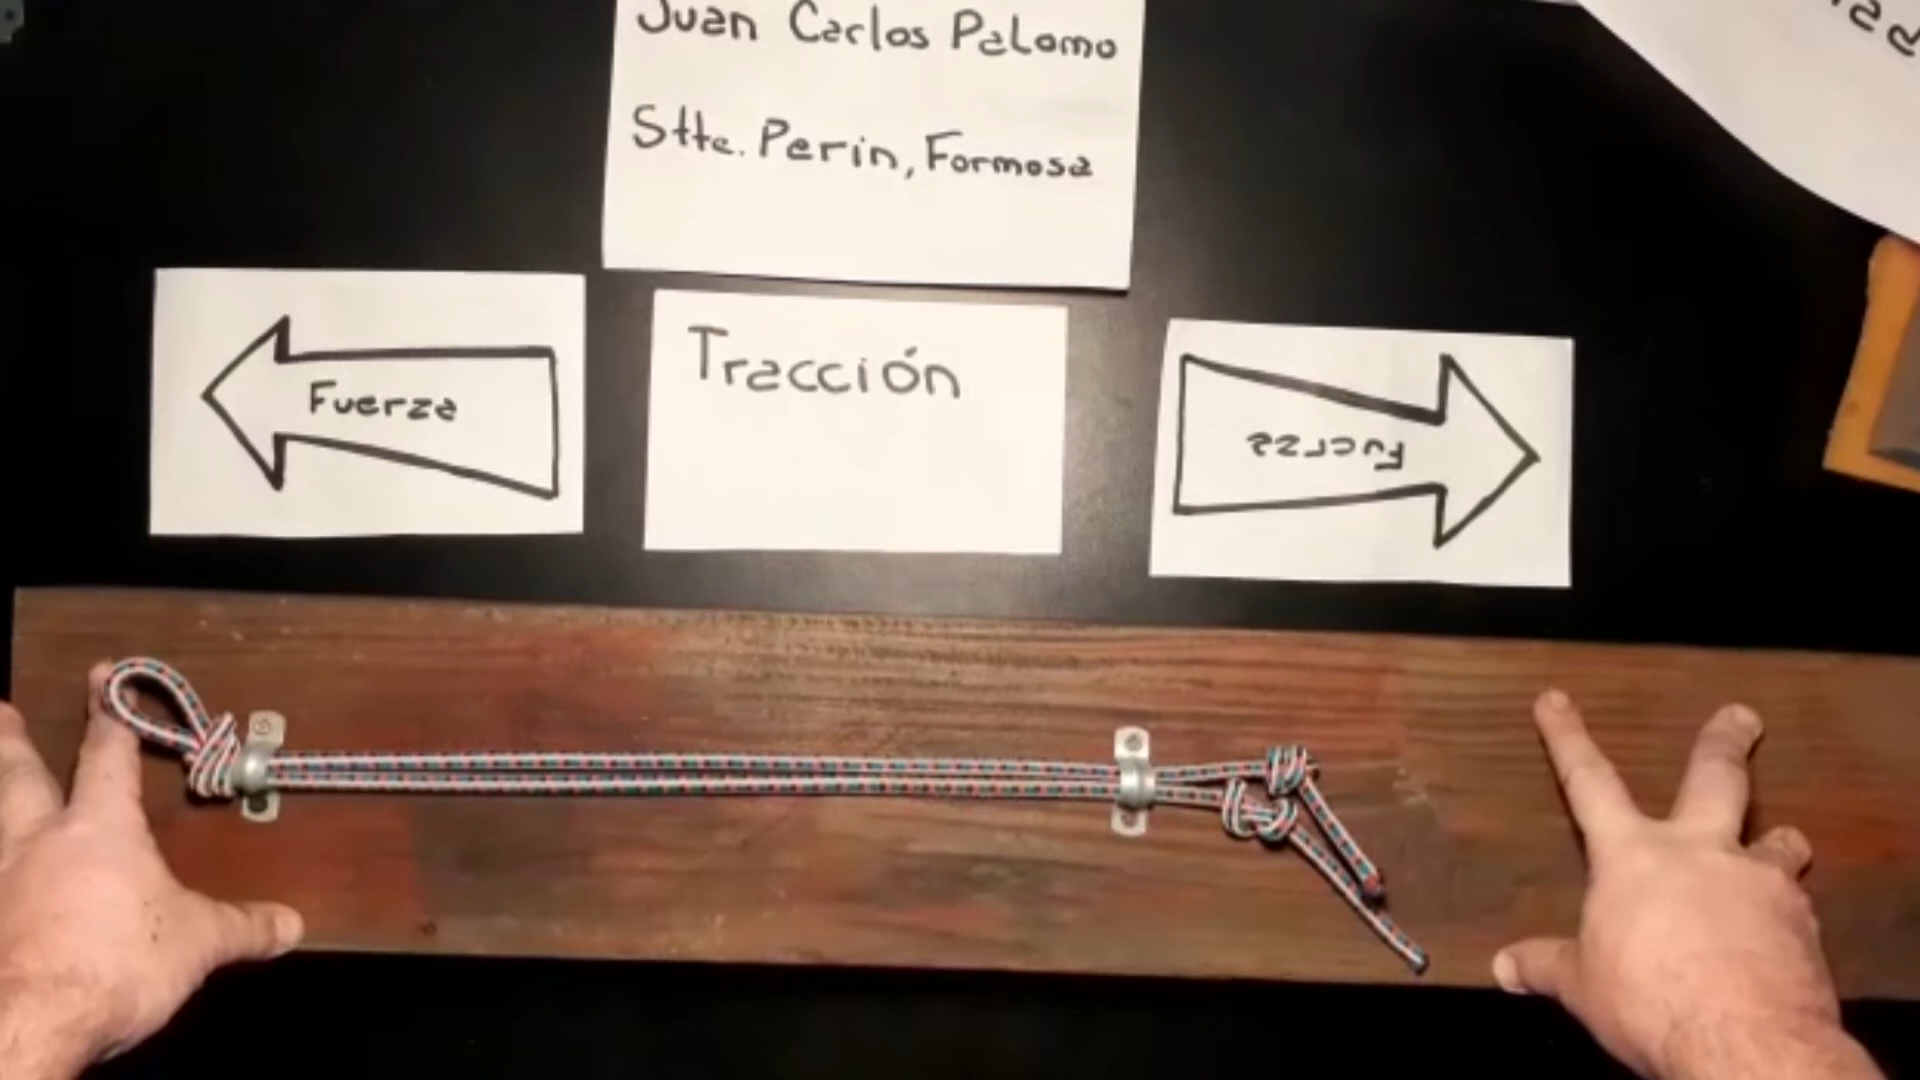 Juan Carlos Palomo
Stte. Perin, Formosa
Fuerza
Tracción
Fuerza